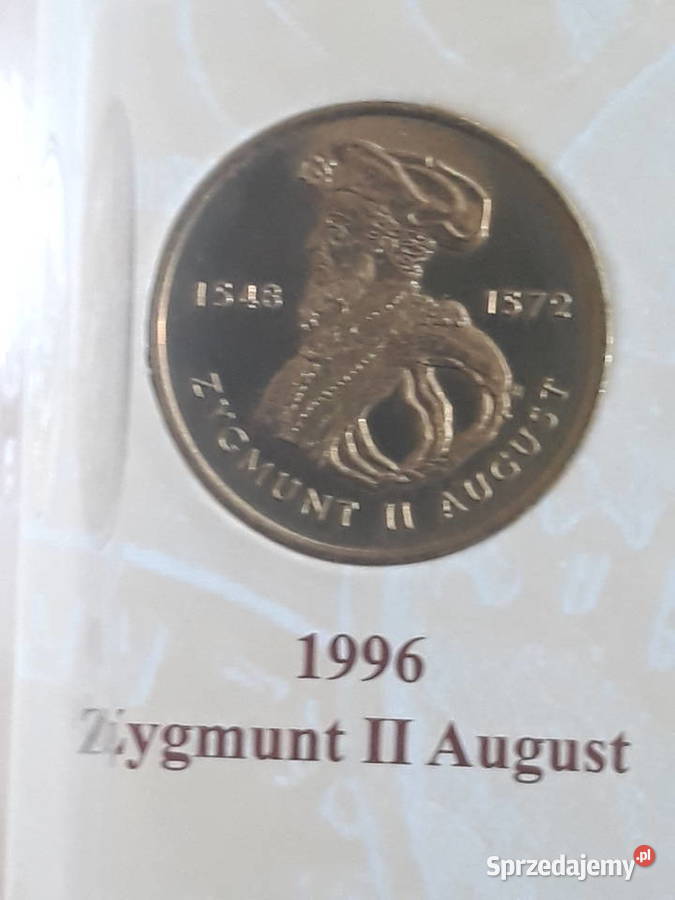 1548 1572
ZYGMUNT II AUGUST
1996
Zygmunt II August
Sprzedajemy.pl